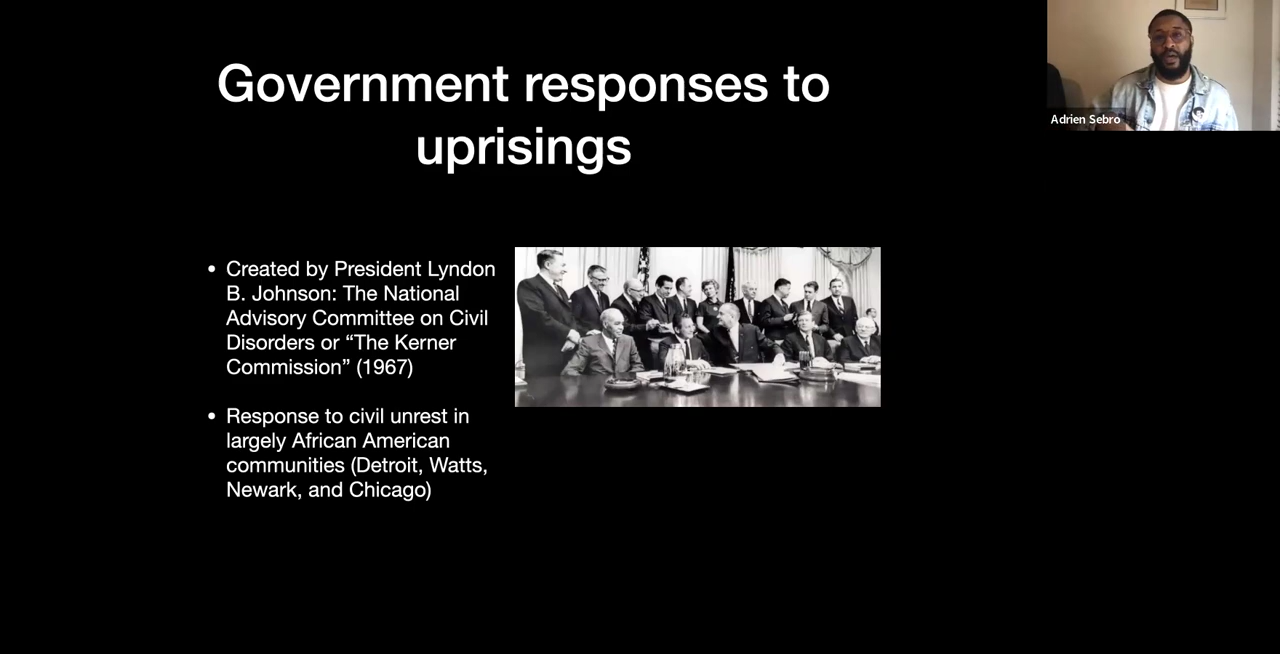 Government responses to
uprisings
• Created by President Lyndon
B. Johnson: The National
Advisory Committee on Civil
Disorders or “The Kerner
Commission” (1967)
• Response to civil unrest in
largely African American
communities (Detroit, Watts,
Newark, and Chicago)
Adrien Sebro